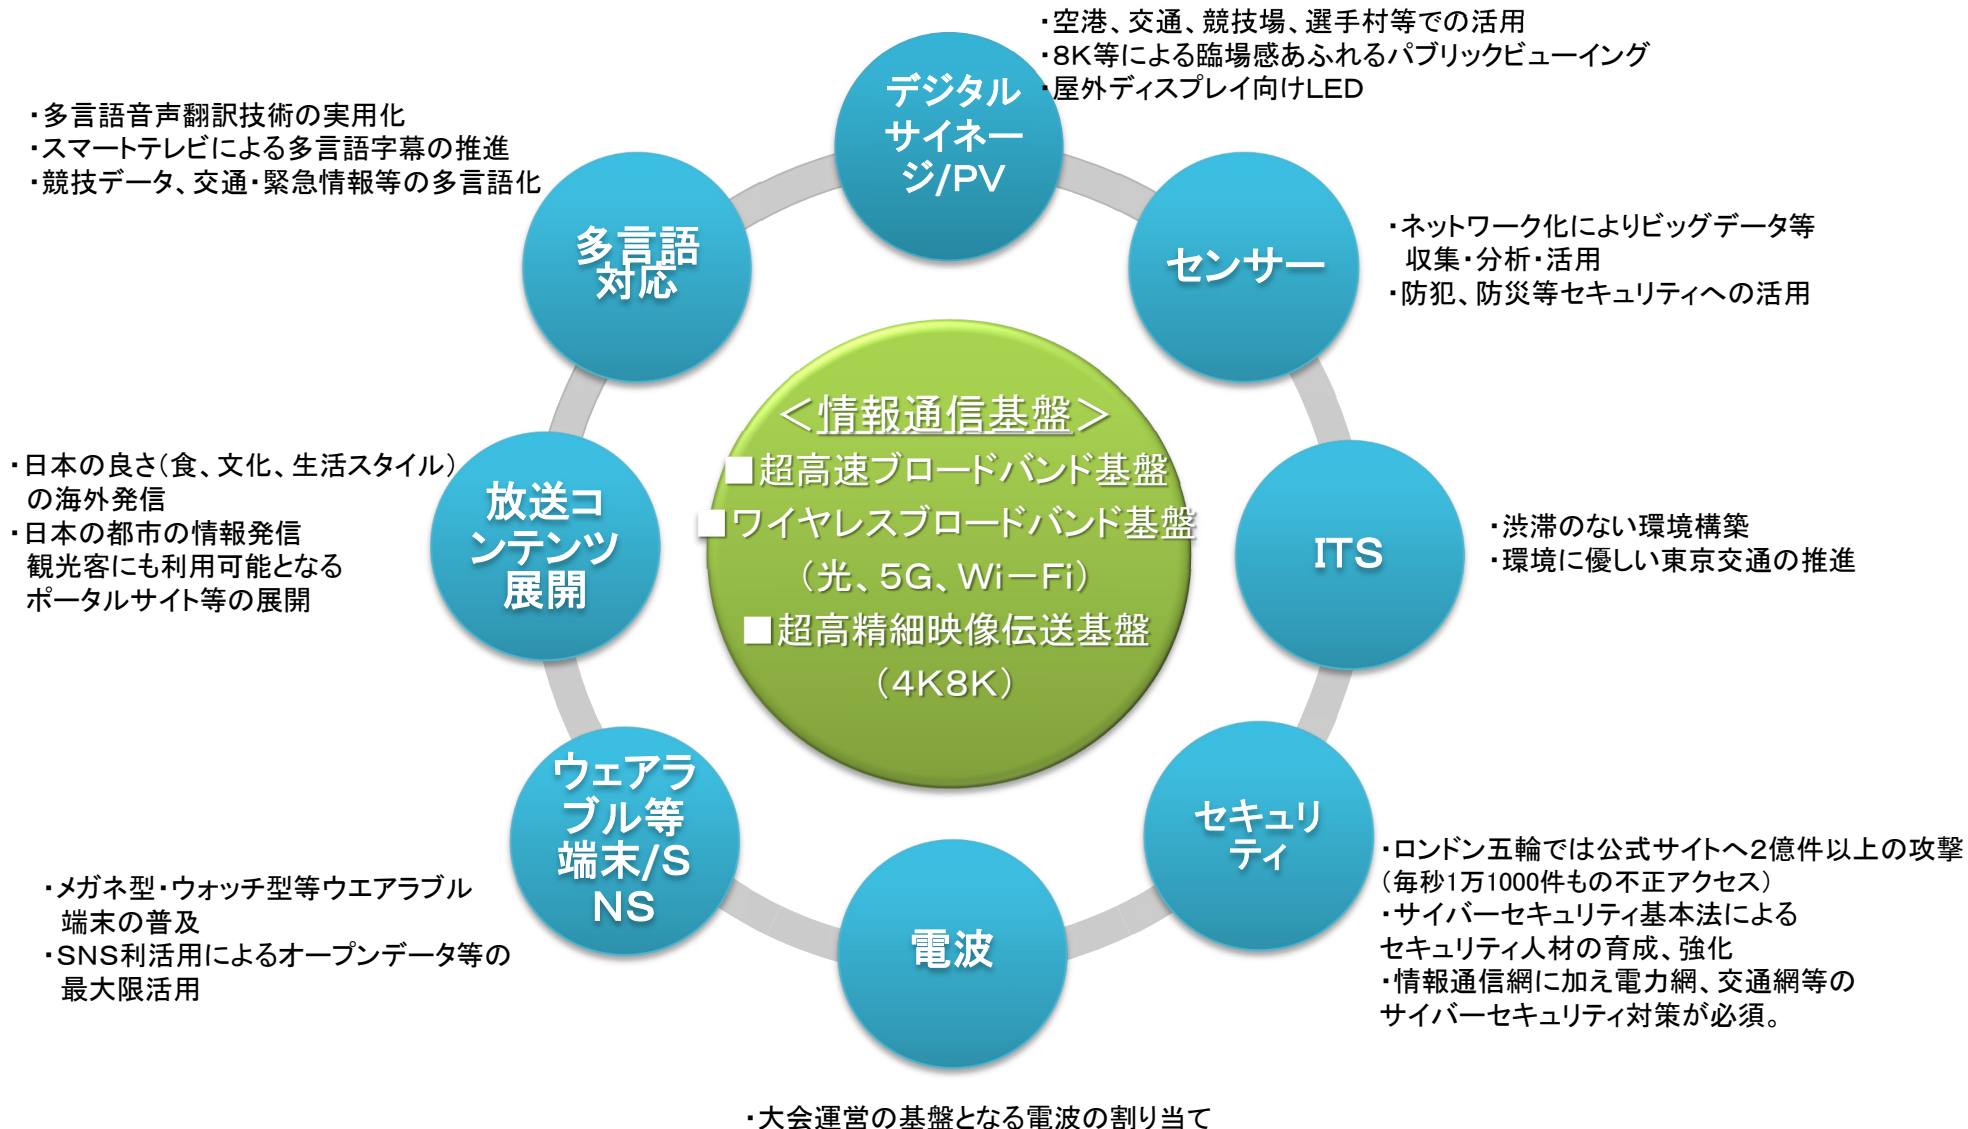 ・空港、交通、競技場、選手村等での活用
・8K等による臨場感あふれるパブリックビューイング
・屋外ディスプレイ向けLED
デジタル
サイネー
ジ/PV
・多言語音声翻訳技術の実用化
・スマートテレビによる多言語字幕の推進
・競技データ、交通・緊急情報等の多言語化
多言語
対応
センサー
・ネットワーク化によりビッグデータ等
収集・分析・活用
・防犯、防災等セキュリティへの活用
＜情報通信基盤＞
■超高速ブロードバンド基盤
■ワイヤレスブロードバンド基盤
（光、5G、Wi－Fi）
■超高精細映像伝送基盤
（4K8K）
・日本の良さ（食、文化、生活スタイル）
の海外発信
・日本の都市の情報発信
観光客にも利用可能となる
ポータルサイト等の展開
放送コ
ンテンツ
展開
ITS
・渋滞のない環境構築
・環境に優しい東京交通の推進
ウェアラ
ブル等
端末/S
NS
・メガネ型・ウォッチ型等ウエアラブル
端末の普及
・SNS利活用によるオープンデータ等の
最大限活用
セキュリ
ティ
・ロンドン五輪では公式サイトへ2億件以上の攻撃
（毎秒1万1000件もの不正アクセス）
・サイバーセキュリティ基本法による
セキュリティ人材の育成、強化
・情報通信網に加え電力網、交通網等の
サイバーセキュリティ対策が必須。
電波
・大会運営の基盤となる電波の割り当て